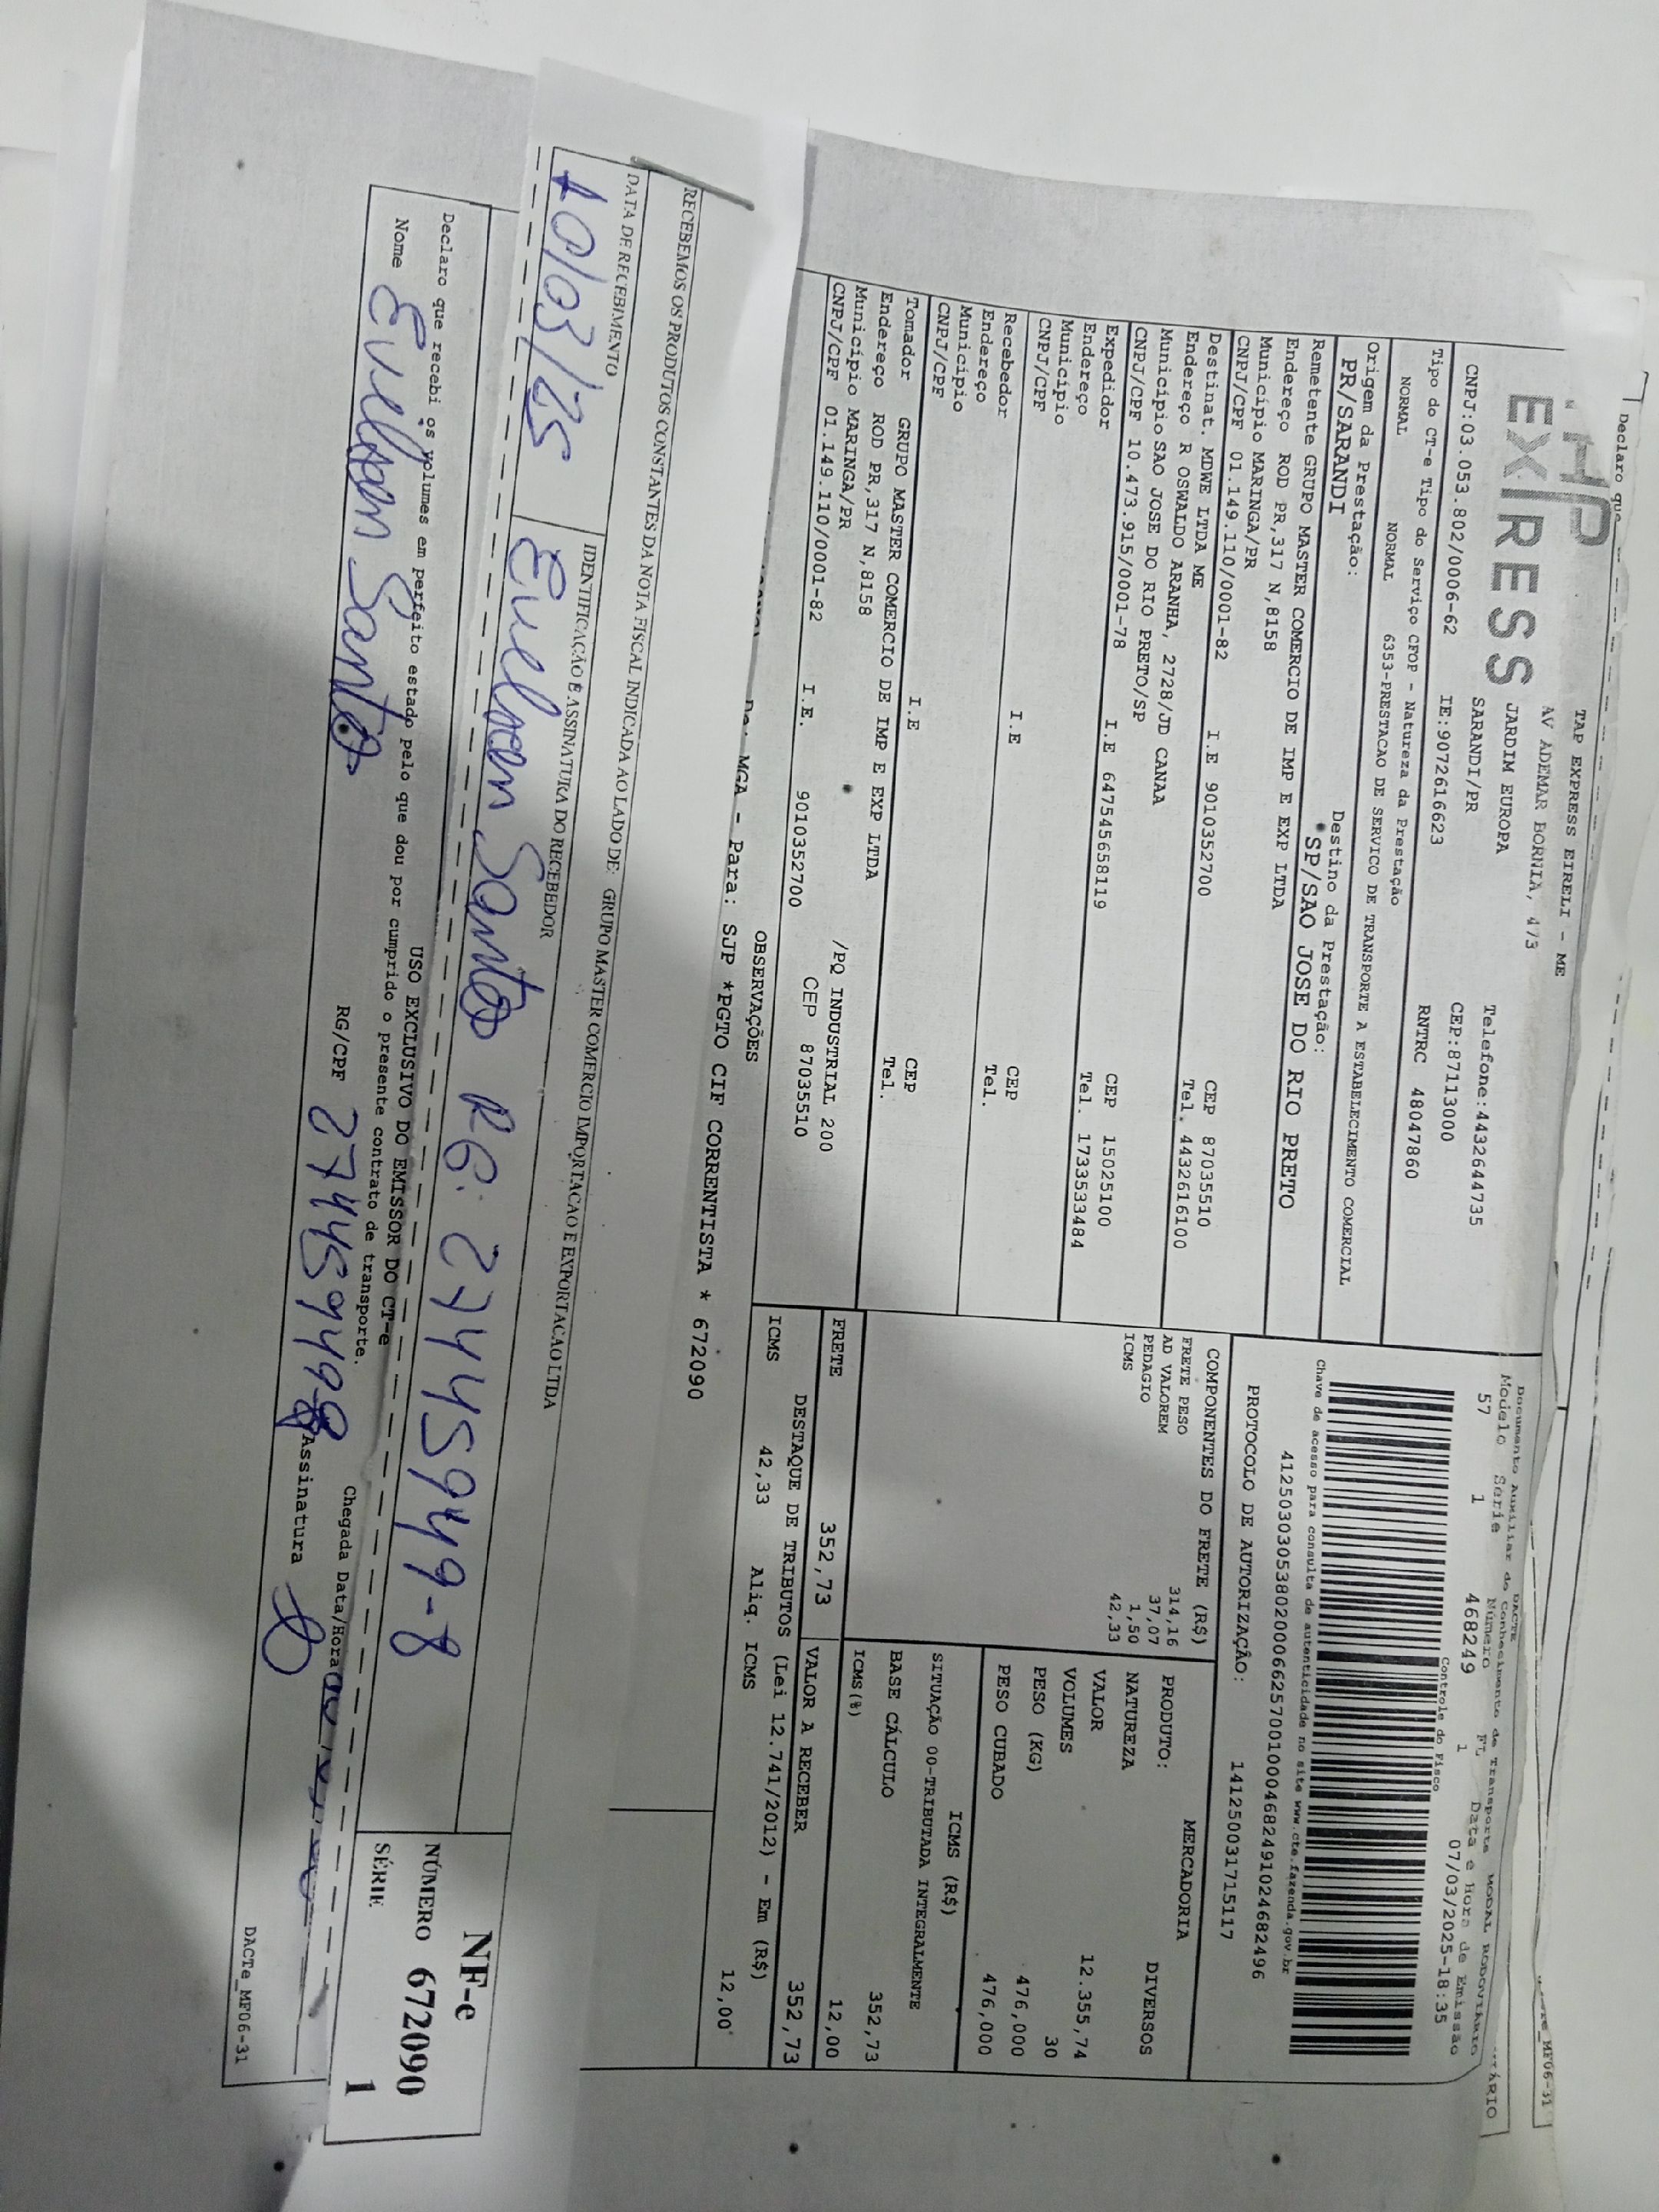 Declaro que
TAP EXPRESS EIRELI - ME
EXPRESS
AV ADEMAR BORNIA, 473
JARDIM EUROPA
Telefone:4432644735
SARANDI/PR
CEP:87113000
CNPJ:03.053.802/0006-62
IE:9072616623
RNTRC 48047860
DACTE
Documento Auxiliar do Conhecimento de Transporte MODAL RODOVIÁRIO
Modelo Série Número FL Data e Hora de Emissão
57 1 468249 1 07/03/2025-18:35
Controle do Fisco
Tipo do CT-e Tipo do Serviço CFOP - Natureza da Prestação
NORMAL NORMAL 6353-PRESTACAO DE SERVICO DE TRANSPORTE A ESTABELECIMENTO COMERCIAL
Origem da Prestação: Destino da Prestação:
PR/SARANDI SP/SAO JOSE DO RIO PRETO
Chave de acesso para consulta de autenticidade no site www.cte.fazenda.gov.br
41250303053802000662570010004682491024682496
PROTOCOLO DE AUTORIZAÇÃO: 141250031715117
Remetente GRUPO MASTER COMERCIO DE IMP E EXP LTDA
Endereço ROD PR,317 N,8158
Município MARINGA/PR CEP 87035510
CNPJ/CPF 01.149.110/0001-82 I.E 9010352700 Tel. 4432616100
Destinat. MDWE LTDA ME
Endereço R OSWALDO ARANHA, 2728/JD CANAA
Município SAO JOSE DO RIO PRETO/SP CEP 15025100
CNPJ/CPF 10.473.915/0001-78 I.E 647545658119 Tel. 1733533484
Expedidor
Endereço
Município CEP
CNPJ/CPF I.E Tel.
Recebedor
Endereço
Município CEP
CNPJ/CPF I.E Tel.
Tomador GRUPO MASTER COMERCIO DE IMP E EXP LTDA
Endereço ROD PR,317 N,8158 /PQ INDUSTRIAL 200
Município MARINGA/PR CEP 87035510
CNPJ/CPF 01.149.110/0001-82 I.E. 9010352700
COMPONENTES DO FRETE (R$)
FRETE PESO 314,16
AD VALOREM 37,07
PEDAGIO 1,50
ICMS 42,33
MERCADORIA
PRODUTO: DIVERSOS
NATUREZA
VALOR 12.355,74
VOLUMES 30
PESO (KG) 476,000
PESO CUBADO 476,000
ICMS (R$)
SITUAÇÃO 00-TRIBUTADA INTEGRALMENTE
BASE CÁLCULO 352,73
ICMS(%) 12,00
FRETE 352,73
VALOR A RECEBER 352,73
DESTAQUE DE TRIBUTOS (Lei 12.741/2012) - Em (R$)
ICMS 42,33 Aliq. ICMS 12,00
OBSERVAÇÕES
De: MGA - Para: SJP *PGTO CIF CORRENTISTA * 672090
RECEBEMOS OS PRODUTOS CONSTANTES DA NOTA FISCAL INDICADA AO LADO DE: GRUPO MASTER COMERCIO IMPORTACAO E EXPORTACAO LTDA
DATA DE RECEBIMENTO IDENTIFICAÇÃO E ASSINATURA DO RECEBEDOR
10/03/25 Santos RG: 27445949-8
NF-e
NÚMERO 672090
SÉRIE 1
USO EXCLUSIVO DO EMISSOR DO CT-e
Declaro que recebi os volumes em perfeito estado pelo que dou por cumprido o presente contrato de transporte.
Chegada Data/Hora
Nome Santos RG/CPF 27445949-8 Assinatura
DACTe_MF06-31